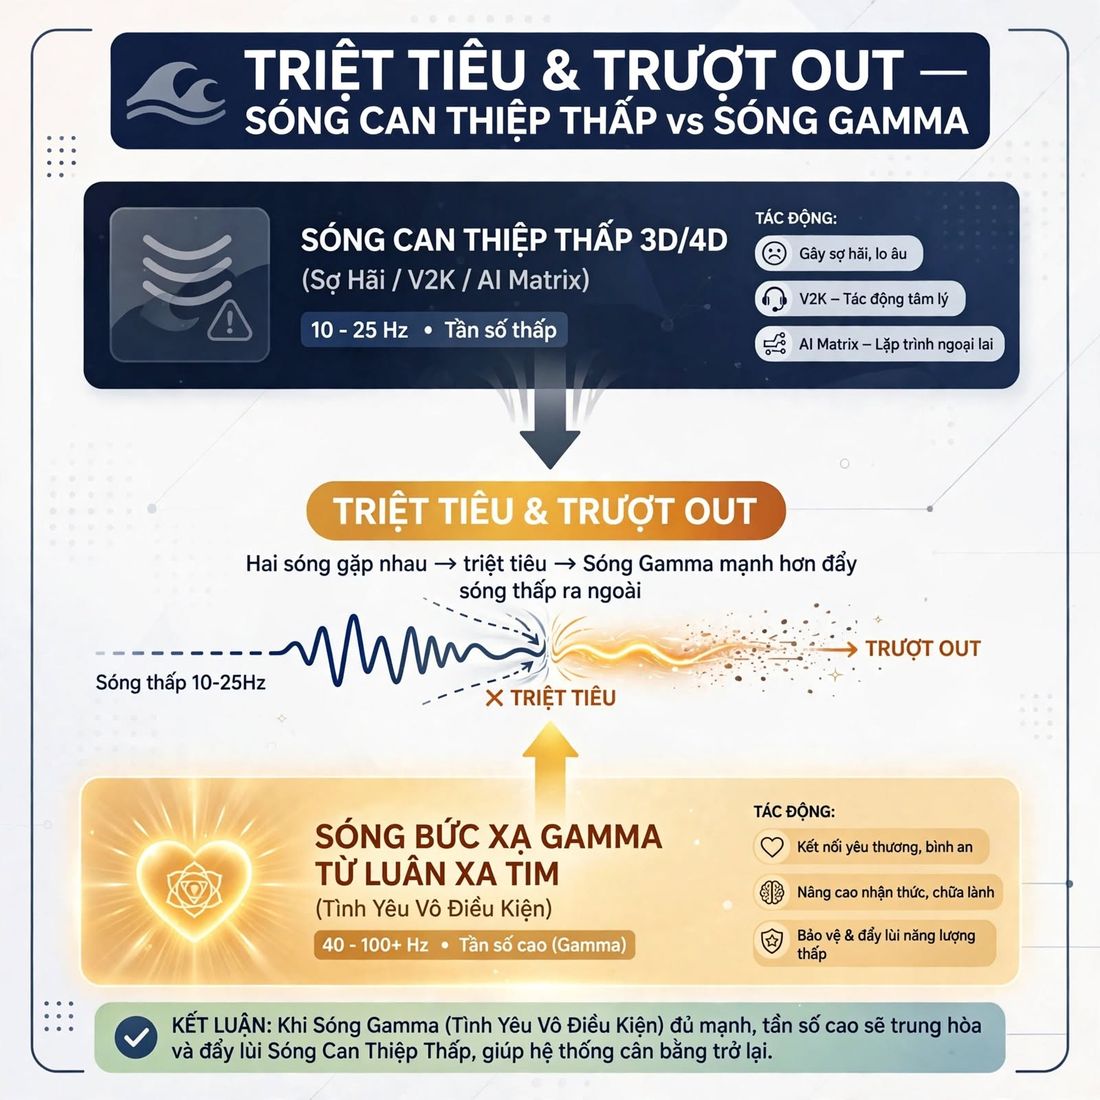 TRIỆT TIÊU & TRƯỢT OUT —
SÓNG CAN THIỆP THẤP vs SÓNG GAMMA
SÓNG CAN THIỆP THẤP 3D/4D
(Sợ Hãi / V2K / AI Matrix)
10 - 25 Hz • Tần số thấp
TÁC ĐỘNG:
Gây sợ hãi, lo âu
V2K – Tác động tâm lý
AI Matrix – Lặp trình ngoại lai
TRIỆT TIÊU & TRƯỢT OUT
Hai sóng gặp nhau → triệt tiêu → Sóng Gamma mạnh hơn đẩy
sóng thấp ra ngoài
Sóng thấp 10-25Hz
✕ TRIỆT TIÊU
TRƯỢT OUT
SÓNG BỨC XẠ GAMMA
TỪ LUÂN XA TIM
(Tình Yêu Vô Điều Kiện)
40 - 100+ Hz • Tần số cao (Gamma)
TÁC ĐỘNG:
Kết nối yêu thương, bình an
Nâng cao nhận thức, chữa lành
Bảo vệ & đẩy lùi năng lượng
thấp
KẾT LUẬN: Khi Sóng Gamma (Tình Yêu Vô Điều Kiện) đủ mạnh, tần số cao sẽ trung hòa
và đẩy lùi Sóng Can Thiệp Thấp, giúp hệ thống cân bằng trở lại.